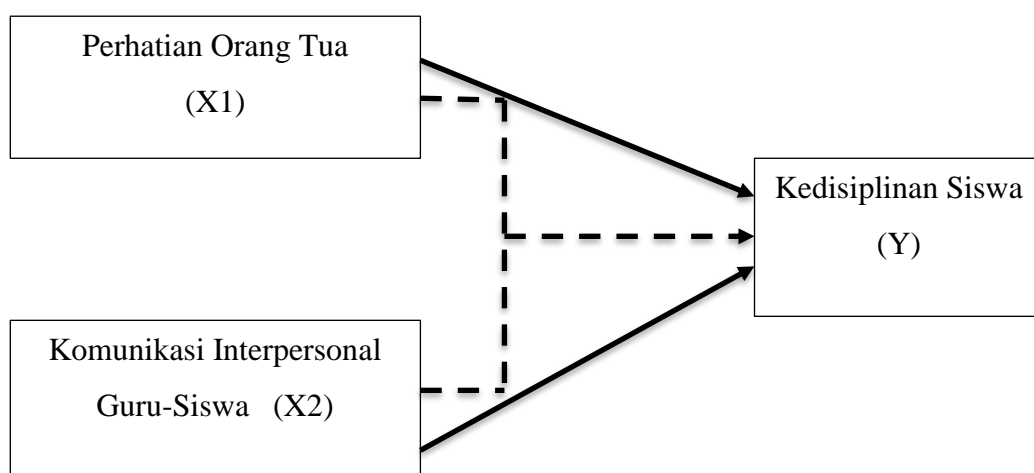 Perhatian Orang Tua
(X1)
Kedisiplinan Siswa
(Y)
Komunikasi Interpersonal
Guru-Siswa (X2)